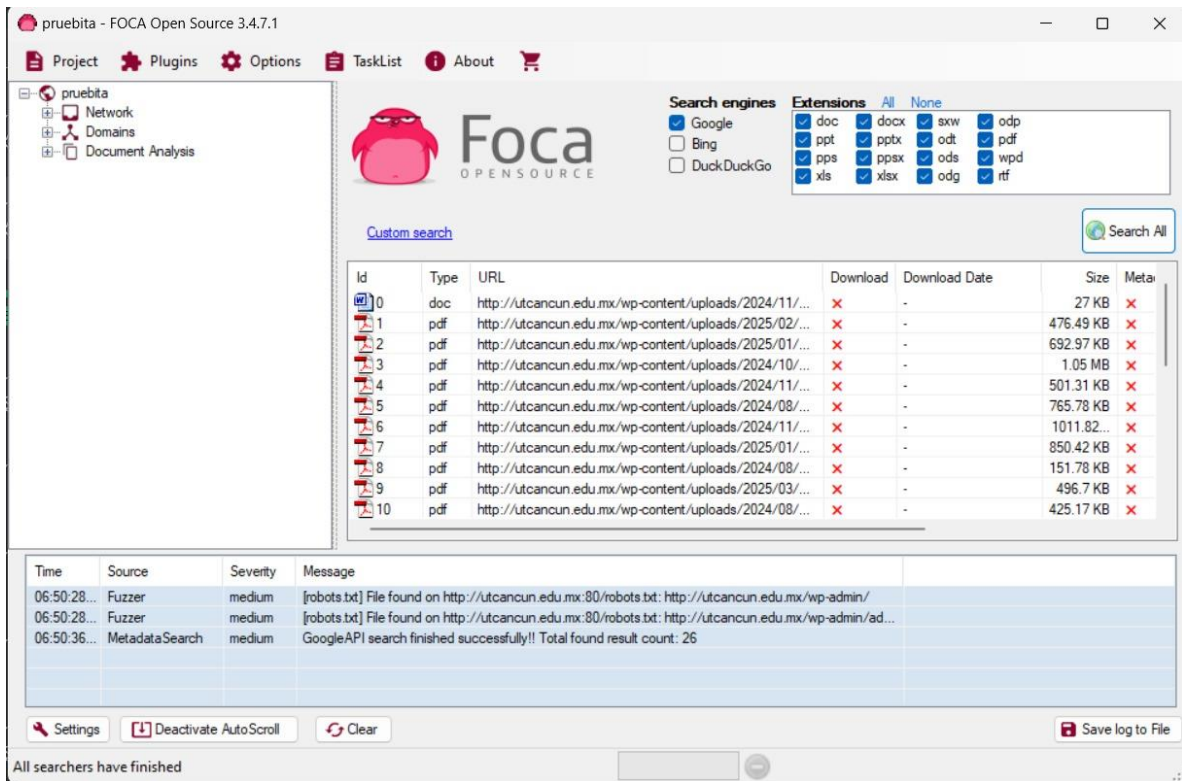 pruebita - FOCA Open Source 3.4.7.1
Project Plugins Options TaskList About
pruebita
Network
Domains
Document Analysis
Foca
OPENSOURCE
Search engines
Google
Bing
DuckDuckGo
Extensions All None
doc docx sxw odp
ppt pptx odt pdf
pps ppsx ods wpd
xls xlsx odg rtf
Custom search
Search All
Id Type URL Download Download Date Size Metac
0 doc http://utcancun.edu.mx/wp-content/uploads/2024/11/... - 27 KB
1 pdf http://utcancun.edu.mx/wp-content/uploads/2025/02/... - 476.49 KB
2 pdf http://utcancun.edu.mx/wp-content/uploads/2025/01/... - 692.97 KB
3 pdf http://utcancun.edu.mx/wp-content/uploads/2024/10/... - 1.05 MB
4 pdf http://utcancun.edu.mx/wp-content/uploads/2024/11/... - 501.31 KB
5 pdf http://utcancun.edu.mx/wp-content/uploads/2024/08/... - 765.78 KB
6 pdf http://utcancun.edu.mx/wp-content/uploads/2024/11/... - 1011.82...
7 pdf http://utcancun.edu.mx/wp-content/uploads/2025/01/... - 850.42 KB
8 pdf http://utcancun.edu.mx/wp-content/uploads/2024/08/... - 151.78 KB
9 pdf http://utcancun.edu.mx/wp-content/uploads/2025/03/... - 496.7 KB
10 pdf http://utcancun.edu.mx/wp-content/uploads/2024/08/... - 425.17 KB
Time Source Severity Message
06:50:28... Fuzzer medium [robots.txt] File found on http://utcancun.edu.mx:80/robots.txt: http://utcancun.edu.mx/wp-admin/
06:50:28... Fuzzer medium [robots.txt] File found on http://utcancun.edu.mx:80/robots.txt: http://utcancun.edu.mx/wp-admin/ad...
06:50:36... MetadataSearch medium GoogleAPI search finished successfully!! Total found result count: 26
Settings Deactivate AutoScroll Clear Save log to File
All searchers have finished